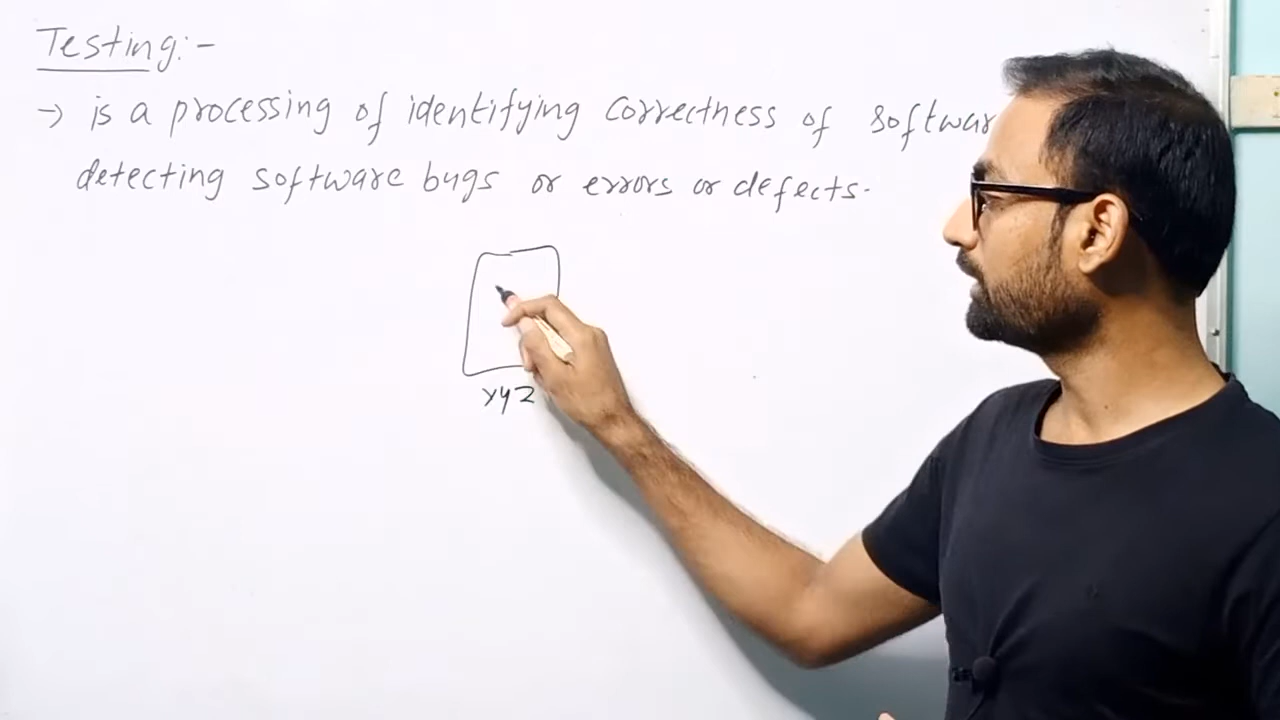 Testing:-
→ is a processing of identifying correctness of
detecting software bugs or errors or defects.
xyz